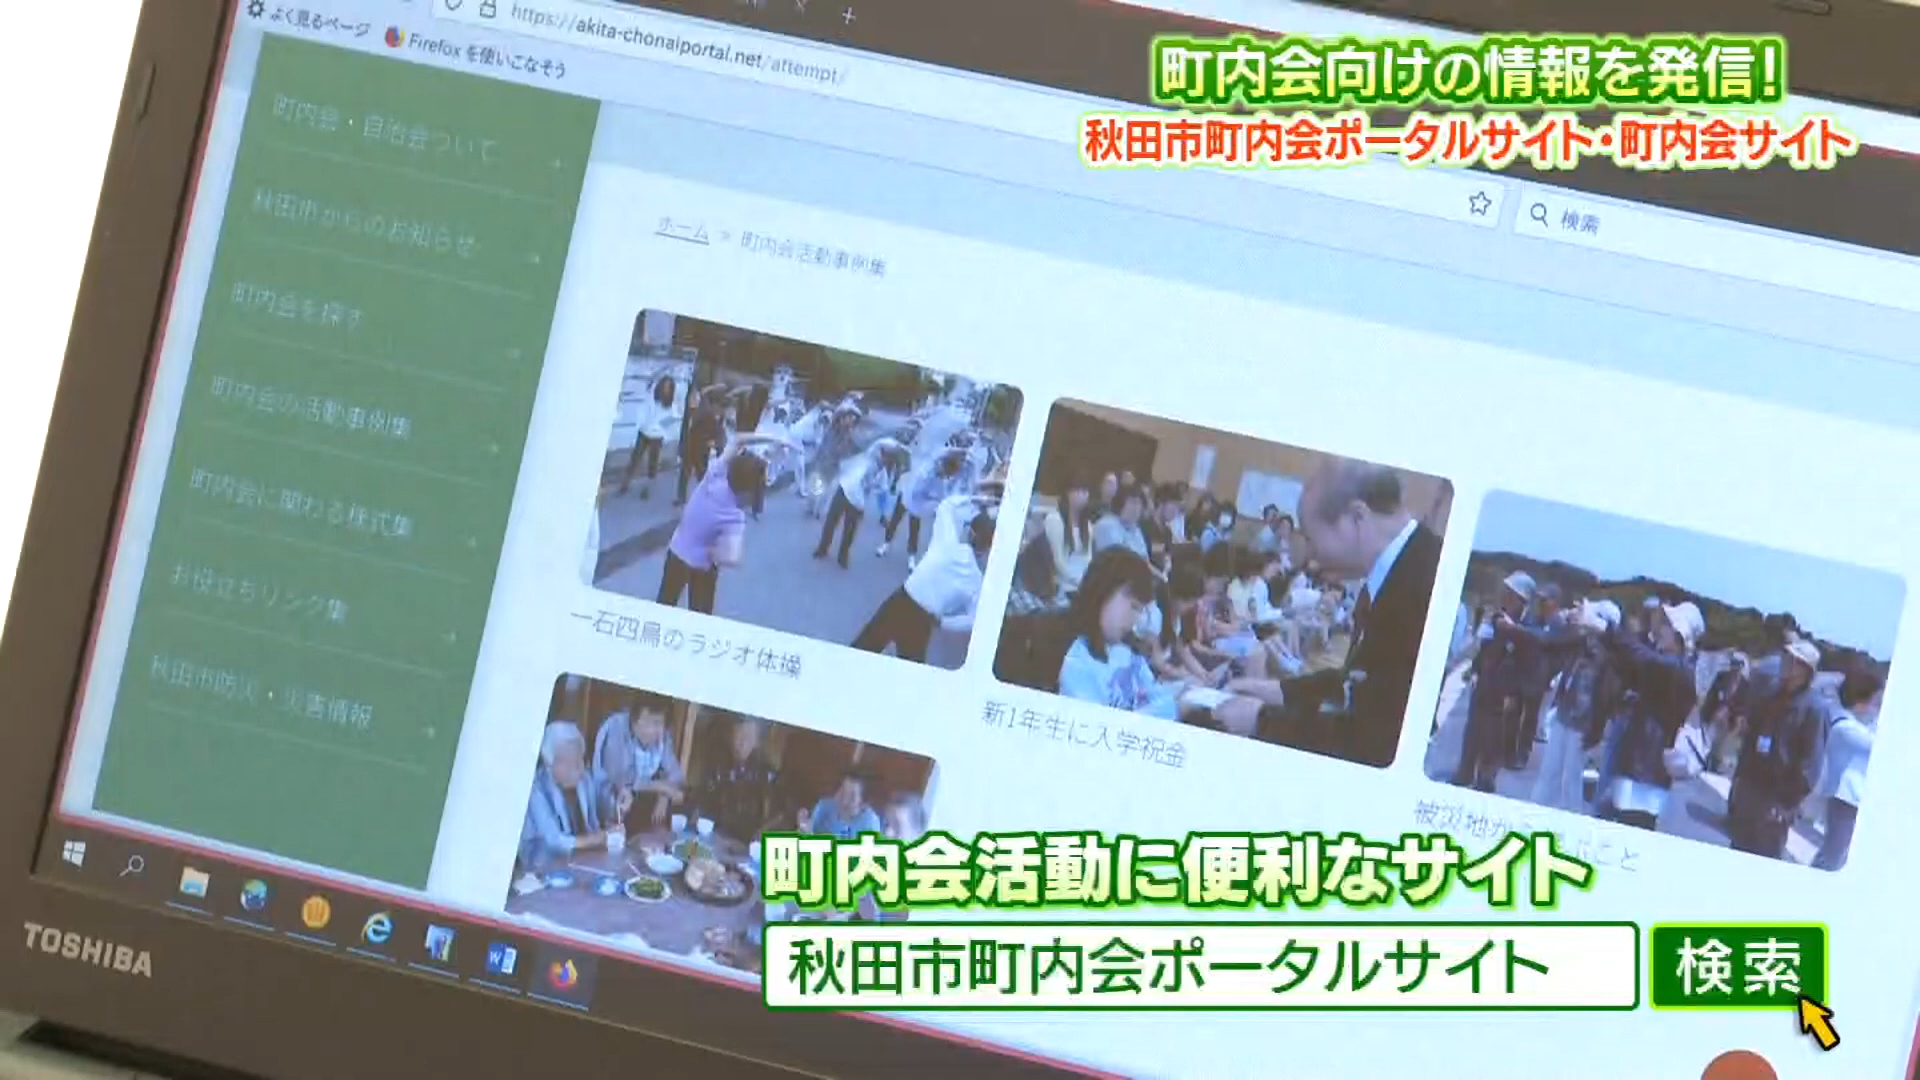 よく見るページ
Firefox を使いこなそう
https://akita-chonaiportal.net/attempt/
町内会向けの情報を発信！
秋田市町内会ポータルサイト・町内会サイト
検索
町内会・自治会ついて
秋田市からのお知らせ
町内会を探す
町内会の活動事例集
町内会に関わる様式集
お役立ちリンク集
秋田市防災・災害情報
ホーム > 町内会活動事例集
一石四鳥のラジオ体操
新1年生に入学祝金
被災地か
こと
町内会活動に便利なサイト
秋田市町内会ポータルサイト
検索
TOSHIBA